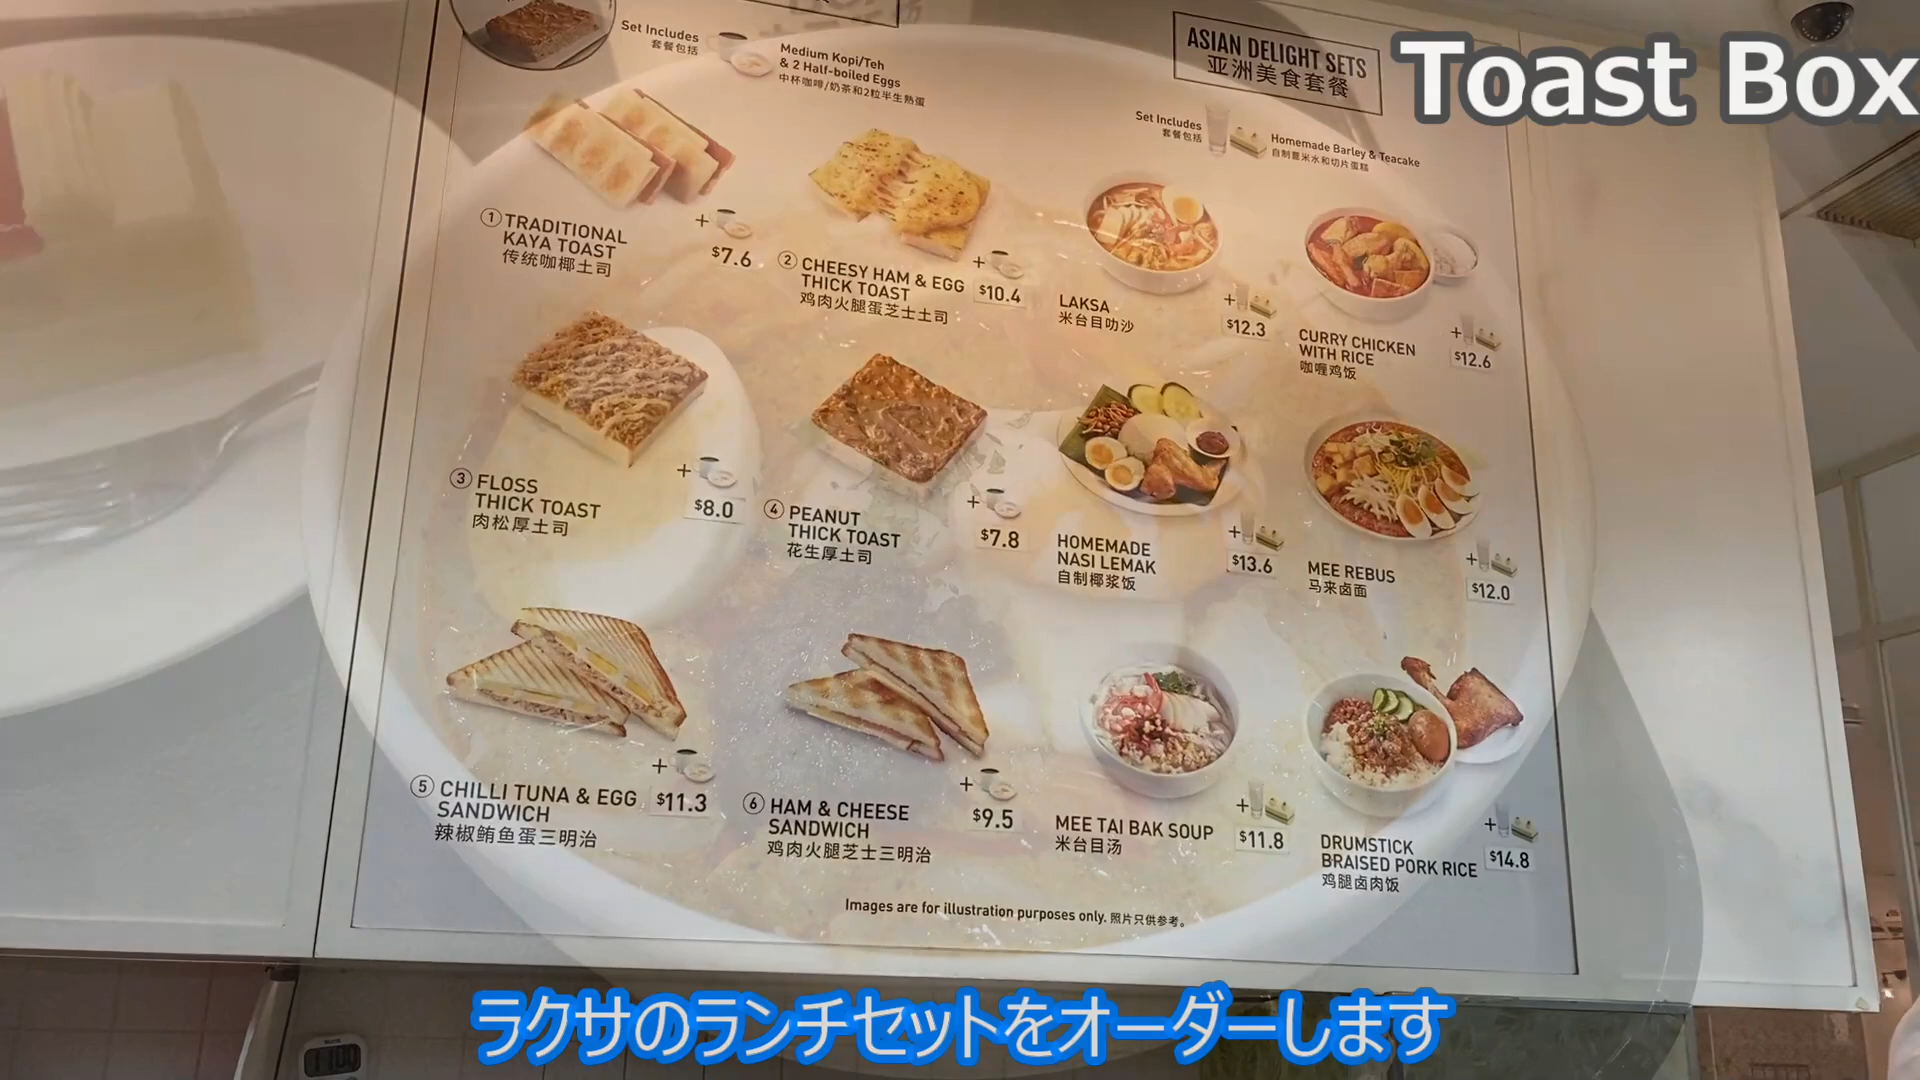 Toast Box
Set Includes
套餐包括
Medium Kopi/Teh
& 2 Half-boiled Eggs
中杯咖啡/奶茶和2粒半生熟蛋
① TRADITIONAL
KAYA TOAST
传统咖椰土司
+
$7.6
② CHEESY HAM & EGG
THICK TOAST
鸡肉火腿蛋芝士土司
+
$10.4
③ FLOSS
THICK TOAST
肉松厚土司
+
$8.0
④ PEANUT
THICK TOAST
花生厚土司
+
$7.8
⑤ CHILLI TUNA & EGG
SANDWICH
辣椒鲔鱼蛋三明治
+
$11.3
⑥ HAM & CHEESE
SANDWICH
鸡肉火腿芝士三明治
+
$9.5
ASIAN DELIGHT SETS
亚洲美食套餐
Set Includes
套餐包括
Homemade Barley & Teacake
自制薏米水和切片蛋糕
LAKSA
米台目叻沙
+
$12.3
CURRY CHICKEN
WITH RICE
咖喱鸡饭
+
$12.6
HOMEMADE
NASI LEMAK
自制椰浆饭
+
$13.6
MEE REBUS
马来卤面
+
$12.0
MEE TAI BAK SOUP
米台目汤
+
$11.8
DRUMSTICK
BRAISED PORK RICE
鸡腿卤肉饭
+
$14.8
Images are for illustration purposes only. 照片只供参考。
ラクサのランチセットをオーダーします